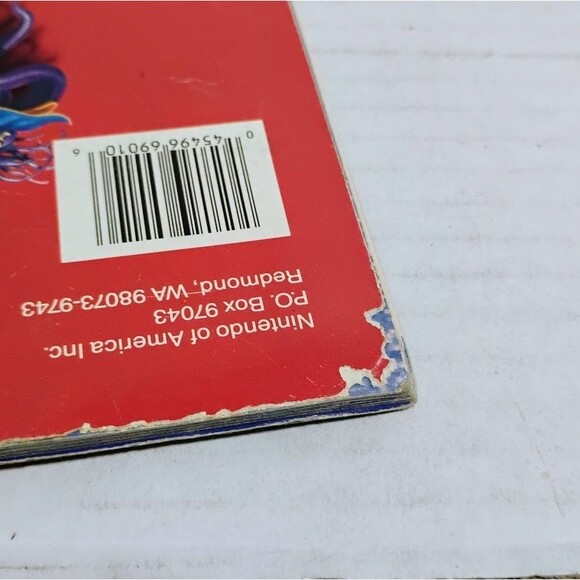 Nintendo of America Inc.
P.O. Box 97043
Redmond, WA 98073-9743
0 45496 69010 6